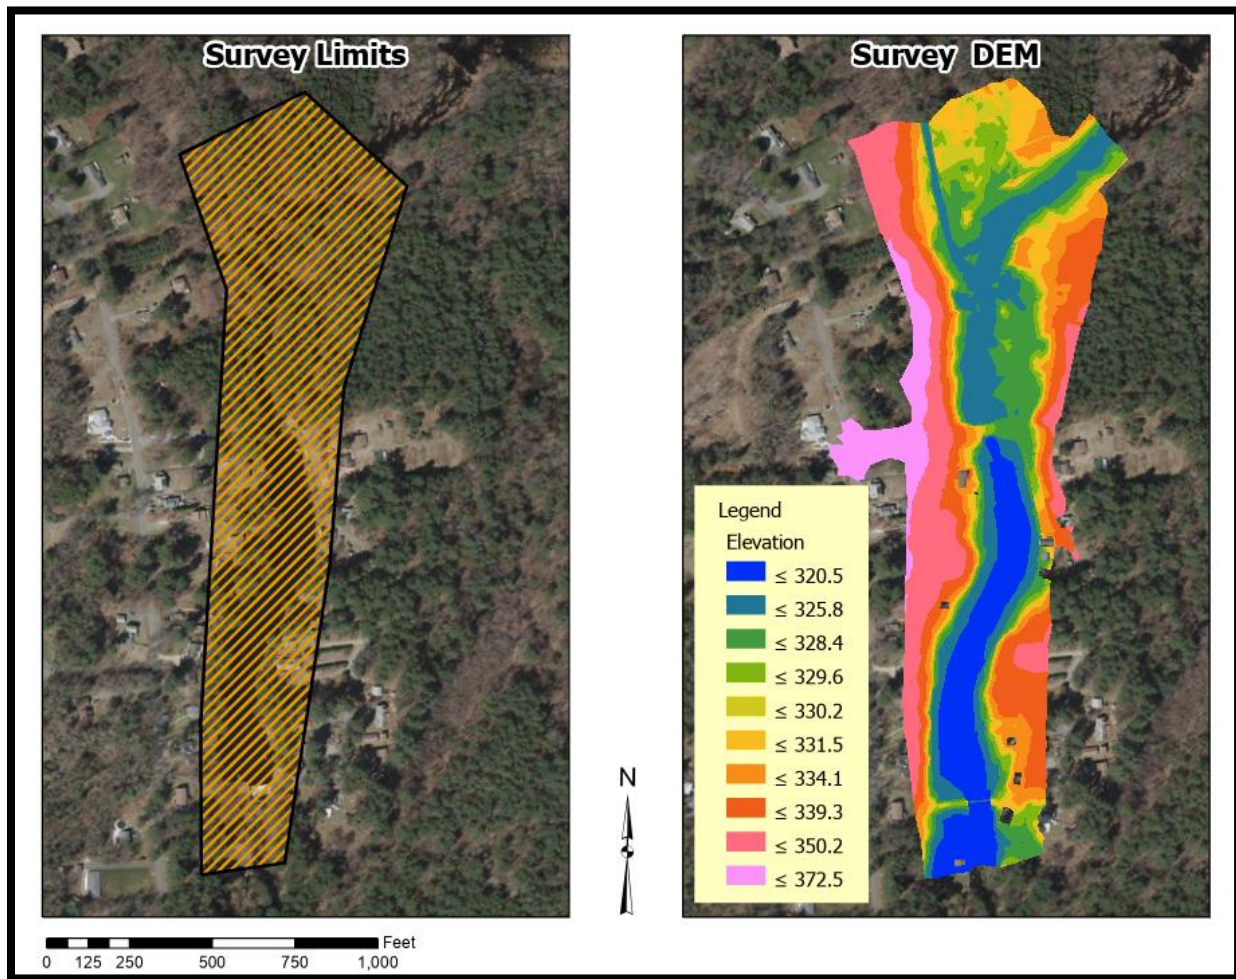 Survey Limits
Survey DEM
Legend
Elevation
≤ 320.5
≤ 325.8
≤ 328.4
≤ 329.6
≤ 330.2
≤ 331.5
≤ 334.1
≤ 339.3
≤ 350.2
≤ 372.5
N
Feet
0 125 250 500 750 1,000